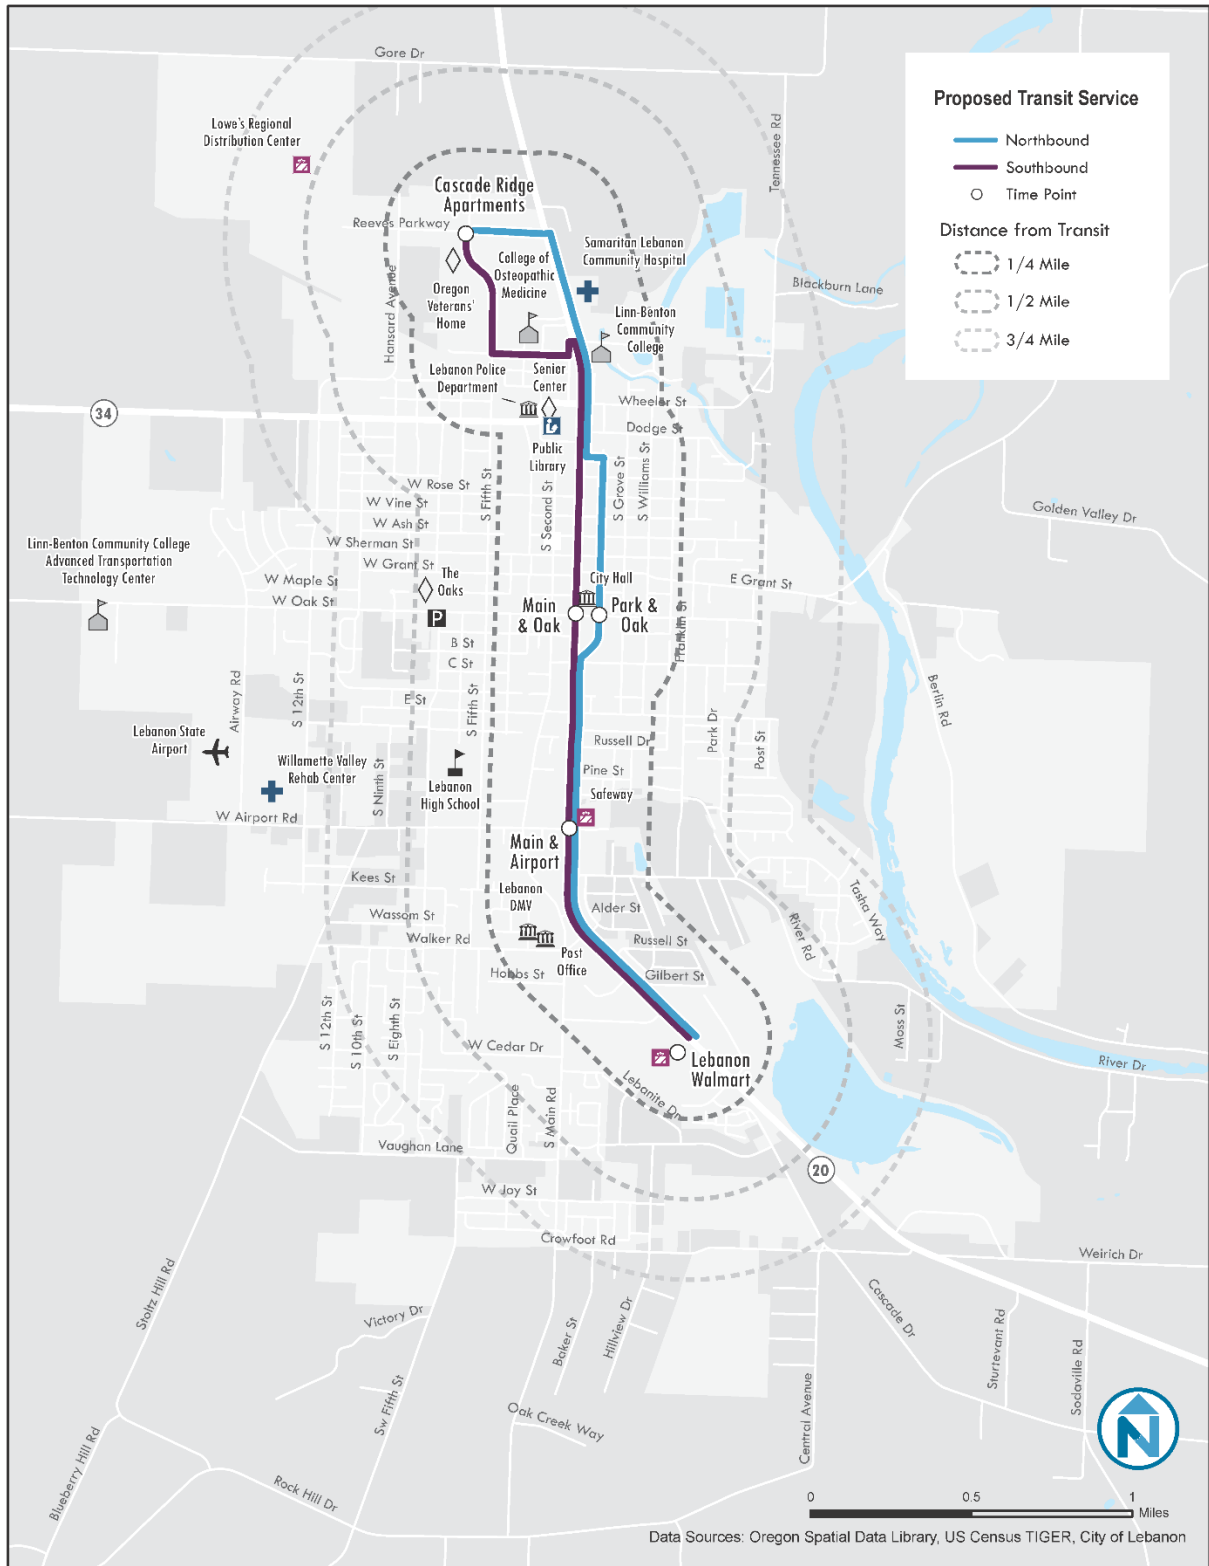 Gore Dr
Lowe's Regional
Distribution Center
Tennessee Rd
Proposed Transit Service
Northbound
Southbound
Time Point
Distance from Transit
1/4 Mile
1/2 Mile
3/4 Mile
Cascade Ridge
Apartments
Reeves Parkway
Hansard Avenue
Oregon
Veterans'
Home
College of
Osteopathic
Medicine
Samaritan Lebanon
Community Hospital
Linn-Benton
Community
College
Blackburn Lane
Lebanon Police
Department
Senior
Center
34
Wheeler St
Dodge St
Public
Library
S Fifth St
S Second St
S Grove St
S Williams St
W Rose St
W Vine St
W Ash St
W Sherman St
W Grant St
W Maple St
W Oak St
Golden Valley Dr
Linn-Benton Community College
Advanced Transportation
Technology Center
The
Oaks
P
City Hall
Main
& Oak
Park &
Oak
E Grant St
Franklin St
B St
C St
E St
S Fifth St
Airway Rd
S 12th St
Berlin Rd
Lebanon State
Airport
Willamette Valley
Rehab Center
S Ninth St
Lebanon
High School
Russell Dr
Pine St
Park Dr
Post St
Safeway
W Airport Rd
Main &
Airport
Kees St
Wassom St
Walker Rd
Hobbs St
Lebanon
DMV
Post
Office
Alder St
Russell St
Gilbert St
River Rd
Tasha Way
S 12th St
S 10th St
S Eighth St
W Cedar Dr
Moss St
River Dr
Lebanon
Walmart
Lebanite Dr
Quail Place
S Main Rd
Vaughan Lane
20
W Joy St
Crowfoot Rd
Weirich Dr
Stoltz Hill Rd
Victory Dr
Baker St
Hillview Dr
Cascade Dr
Sturtevant Rd
Sodaville Rd
Sw Fifth St
Oak Creek Way
Central Avenue
Blueberry Hill Rd
Rock Hill Dr
N
0
0.5
1
Miles
Data Sources: Oregon Spatial Data Library, US Census TIGER, City of Lebanon